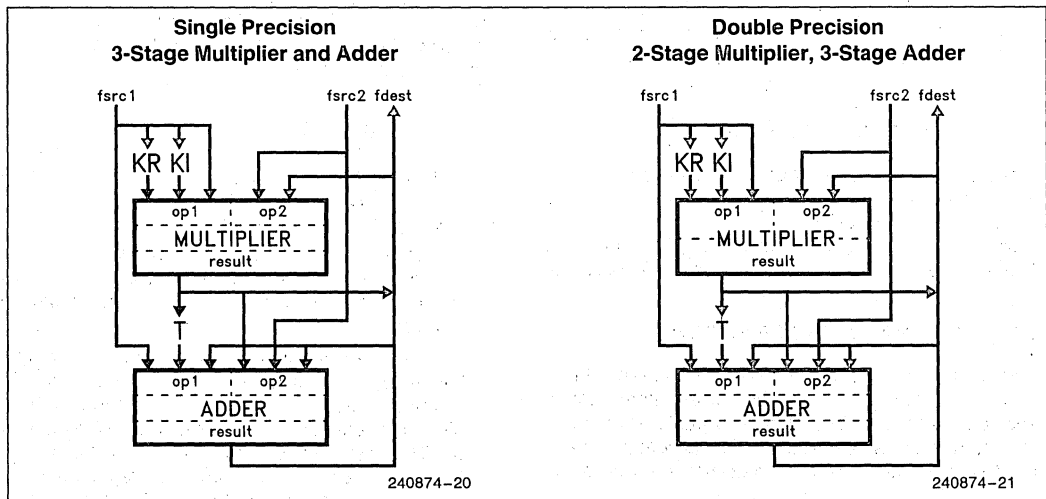 Single Precision
3-Stage Multiplier and Adder
fsrc1
fsrc2 fdest
KR KI
op1 op2
MULTIPLIER
result
T
op1 op2
ADDER
result
240874-20
Double Precision
2-Stage Multiplier, 3-Stage Adder
fsrc1
fsrc2 fdest
KR KI
op1 op2
MULTIPLIER
result
T
op1 op2
ADDER
result
240874-21